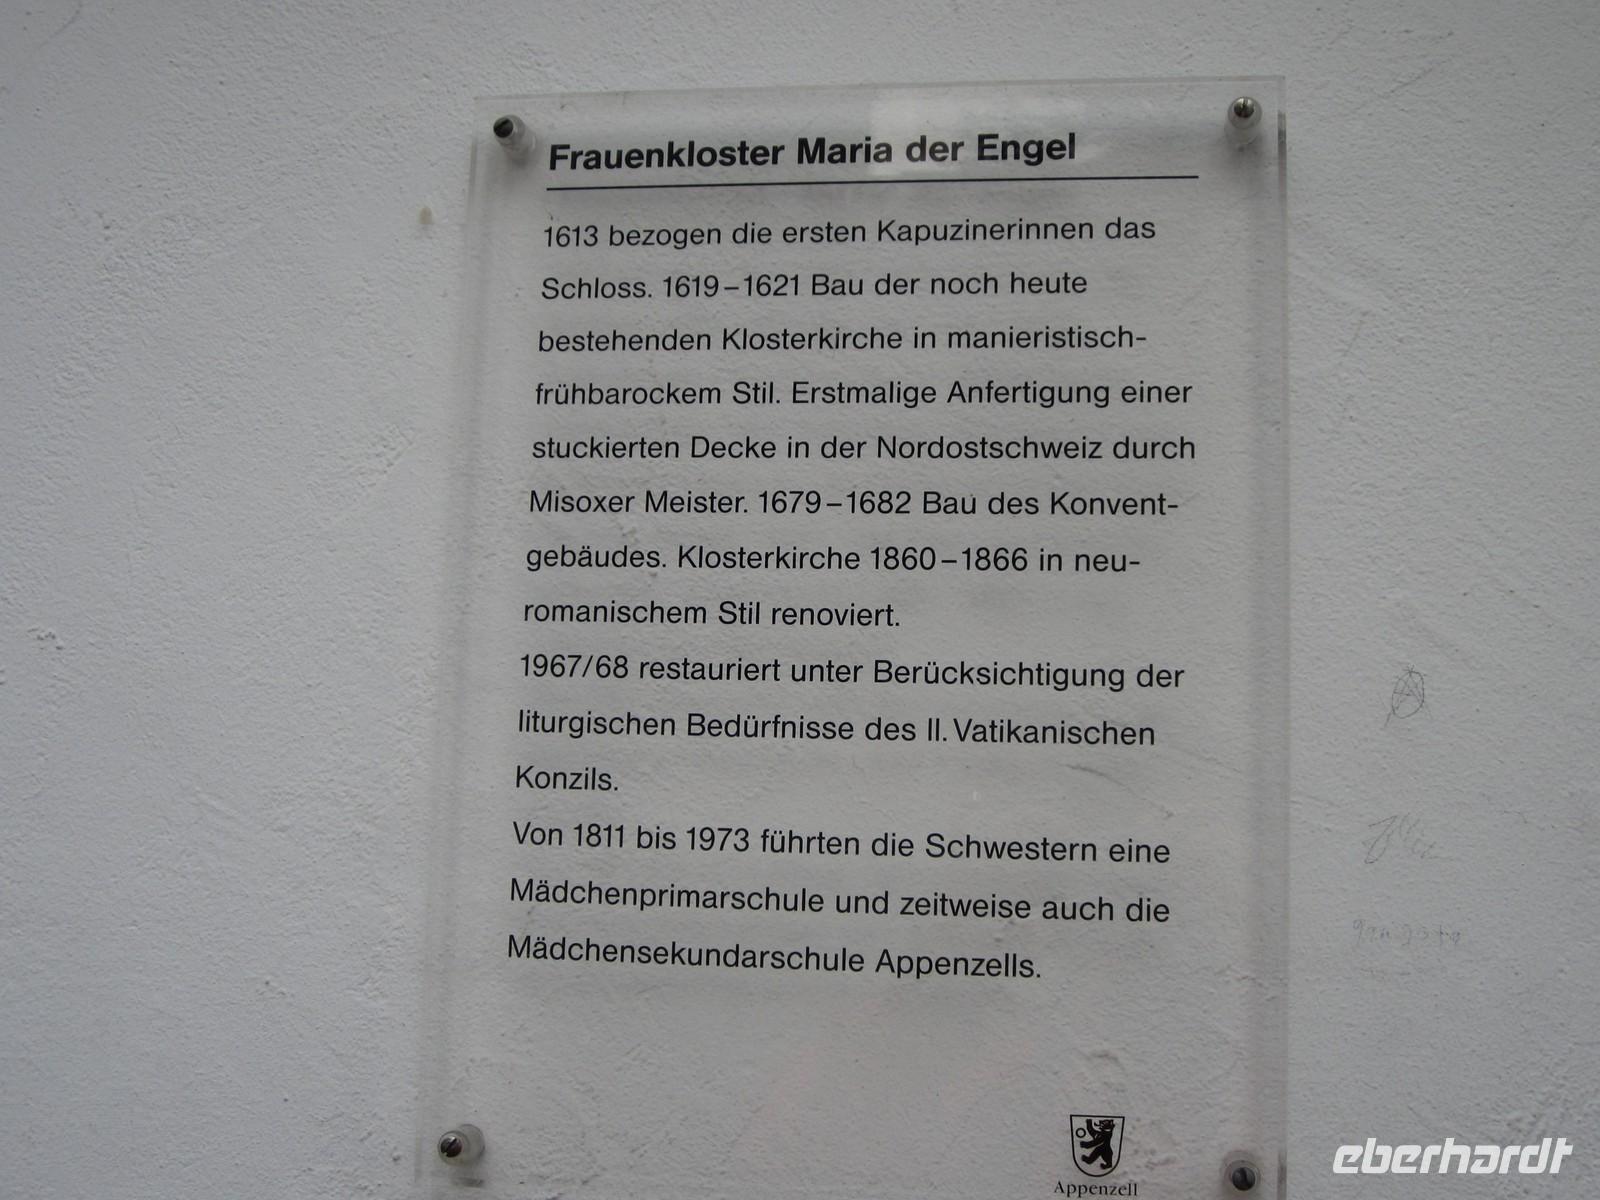 Frauenkloster Maria der Engel
1613 bezogen die ersten Kapuzinerinnen das
Schloss. 1619–1621 Bau der noch heute
bestehenden Klosterkirche in manieristisch-
frühbarockem Stil. Erstmalige Anfertigung einer
stuckierten Decke in der Nordostschweiz durch
Misoxer Meister. 1679–1682 Bau des Konvent-
gebäudes. Klosterkirche 1860–1866 in neu-
romanischem Stil renoviert.
1967/68 restauriert unter Berücksichtigung der
liturgischen Bedürfnisse des II. Vatikanischen
Konzils.
Von 1811 bis 1973 führten die Schwestern eine
Mädchenprimarschule und zeitweise auch die
Mädchensekundarschule Appenzells.
Appenzell
eberhardt